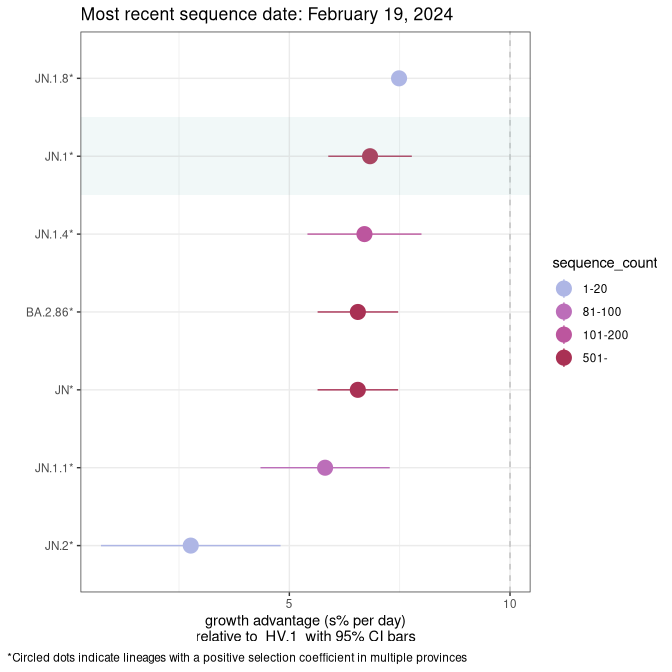 Most recent sequence date: February 19, 2024
JN.1.8*
JN.1*
JN.1.4*
BA.2.86*
JN*
JN.1.1*
JN.2*
5
10
growth advantage (s% per day)
relative to HV.1 with 95% CI bars
sequence_count
1-20
81-100
101-200
501-
*Circled dots indicate lineages with a positive selection coefficient in multiple provinces